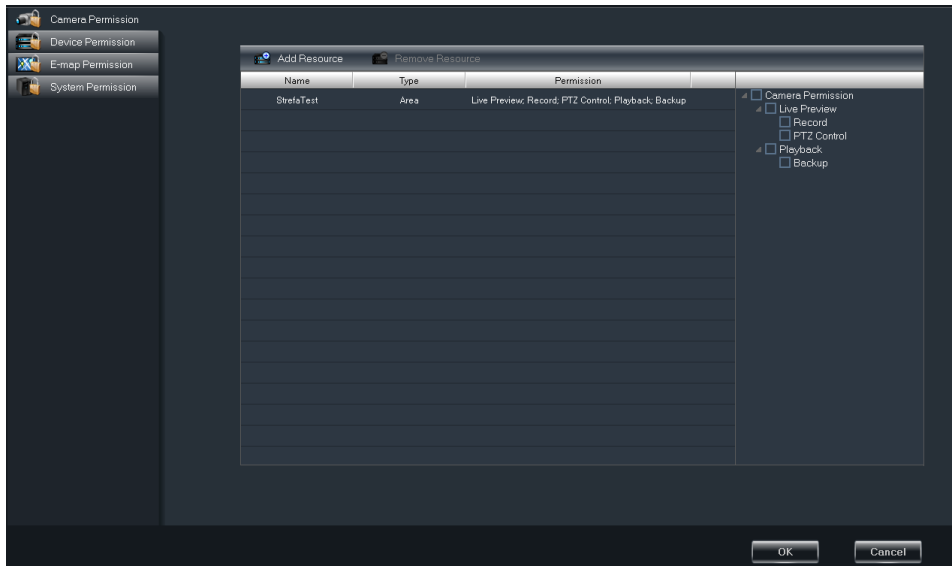 Camera Permission
Device Permission
E-map Permission
System Permission
Add Resource Remove Resource
Name Type Permission
StrefaTest Area Live Preview; Record; PTZ Control; Playback; Backup
Camera Permission
Live Preview
Record
PTZ Control
Playback
Backup
OK Cancel